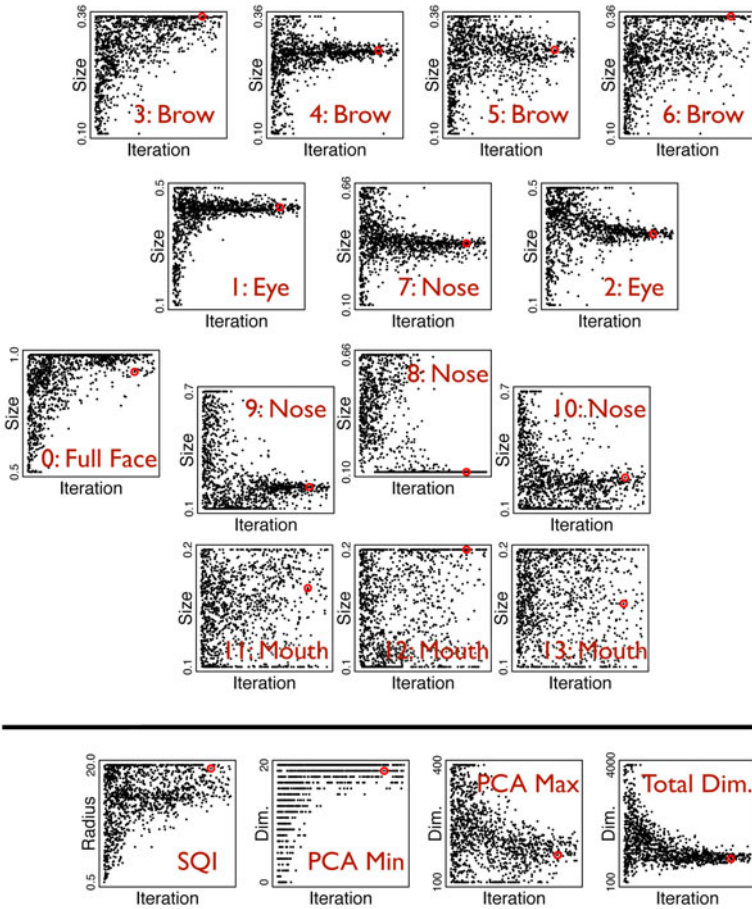 0.36
Size
0.10
3: Brow
Iteration
0.36
Size
0.10
4: Brow
Iteration
0.36
Size
0.10
5: Brow
Iteration
0.36
Size
0.10
6: Brow
Iteration
0.5
Size
0.1
1: Eye
Iteration
0.66
Size
0.10
7: Nose
Iteration
0.5
Size
0.1
2: Eye
Iteration
1.0
Size
0.5
0: Full Face
Iteration
0.7
Size
0.1
9: Nose
Iteration
0.66
Size
0.10
8: Nose
Iteration
0.7
Size
0.1
10: Nose
Iteration
0.2
Size
0.1
11: Mouth
Iteration
0.2
Size
0.1
12: Mouth
Iteration
0.2
Size
0.1
13: Mouth
Iteration
20.0
Radius
0.5
SQI
Iteration
20
Dim.
0
PCA Min
Iteration
4000
Dim.
100
PCA Max
Iteration
4000
Dim.
100
Total Dim.
Iteration